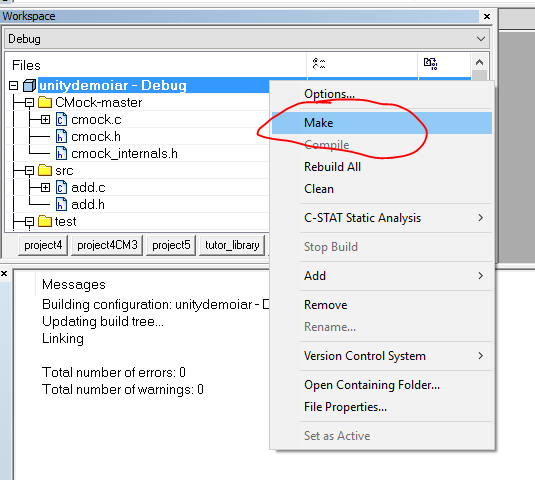 Workspace
Debug
Files
unitydemoiar - Debug
CMock-master
cmock.c
cmock.h
cmock_internals.h
src
add.c
add.h
test
project4 project4CM3 project5 tutor_library
Options...
Make
Compile
Rebuild All
Clean
C-STAT Static Analysis
Stop Build
Add
Remove
Rename...
Version Control System
Open Containing Folder...
File Properties...
Set as Active
Messages
Building configuration: unitydemoiar - D
Updating build tree...
Linking
Total number of errors: 0
Total number of warnings: 0